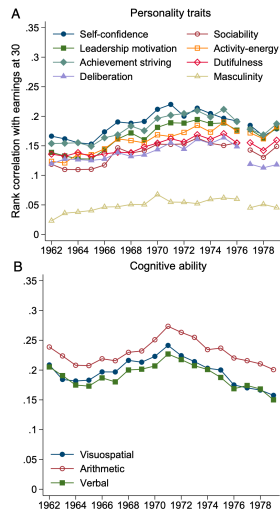 A Personality traits
Self-confidence Sociability
Leadership motivation Activity-energy
Achievement striving Dutifulness
Deliberation Masculinity
Rank correlation with earnings at 30
.35
.3
.25
.2
.15
.1
.05
0
1962 1964 1966 1968 1970 1972 1974 1976 1978
B Cognitive ability
.35
.3
.25
.2
.15
.1
.05
0
Visuospatial
Arithmetic
Verbal
1962 1964 1966 1968 1970 1972 1974 1976 1978